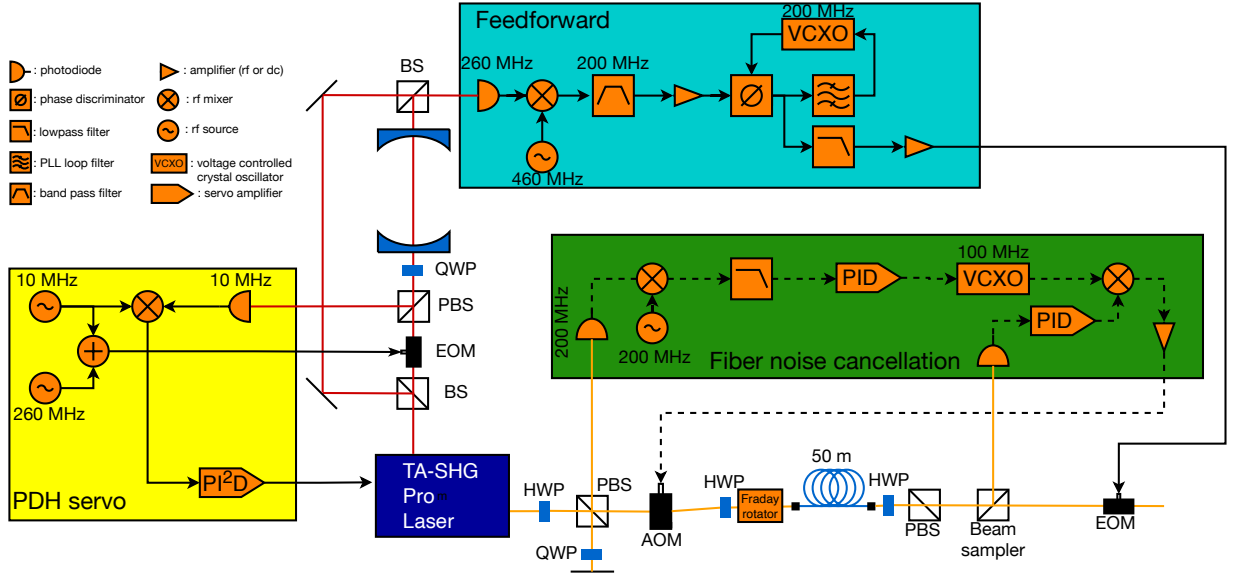 Feedforward
200 MHz
VCXO
: photodiode
: amplifier (rf or dc)
BS
260 MHz
200 MHz
: phase discriminator
: rf mixer
: lowpass filter
: rf source
: PLL loop filter
VCXO
: voltage controlled
crystal oscillator
: band pass filter
: servo amplifier
460 MHz
QWP
10 MHz
10 MHz
PBS
EOM
260 MHz
BS
PI²D
PDH servo
TA-SHG
Pro m
Laser
200 MHz
200 MHz
PID
100 MHz
VCXO
PID
Fiber noise cancellation
HWP
PBS
QWP
AOM
HWP
Fraday
rotator
50 m
HWP
PBS
Beam
sampler
EOM